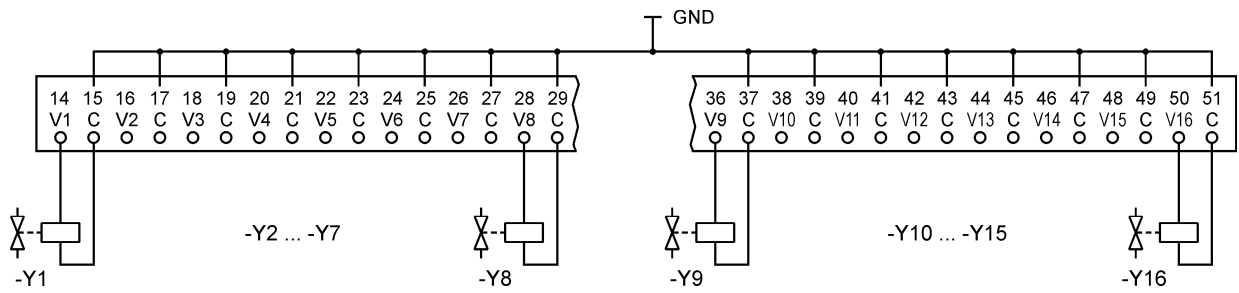 GND
14 15 16 17 18 19 20 21 22 23 24 25 26 27 28 29 36 37 38 39 40 41 42 43 44 45 46 47 48 49 50 51
V1 C V2 C V3 C V4 C V5 C V6 C V7 C V8 C V9 C V10 C V11 C V12 C V13 C V14 C V15 C V16 C
-Y2 ... -Y7 -Y10 ... -Y15
-Y1 -Y8 -Y9 -Y16